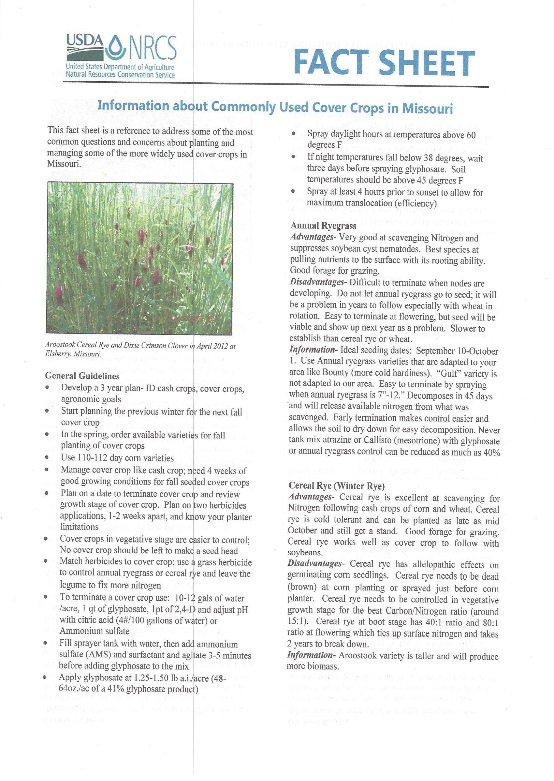 USDA NRCS
United States Department of Agriculture
Natural Resources Conservation Service
FACT SHEET
Information about Commonly Used Cover Crops in Missouri
This fact sheet is a reference to address some of the most
common questions and concerns about planting and
managing some of the more widely used cover crops in
Missouri.
Aroostook Cereal Rye and Dixie Crimson Clover in April 2012 at
Elsberry, Missouri.
General Guidelines
• Develop a 3 year plan- ID cash crops, cover crops,
agronomic goals
• Start planning the previous winter for the next fall
cover crop
• In the spring, order available varieties for fall
planting of cover crops
• Use 110-112 day corn varieties
• Manage cover crop like cash crop; need 4 weeks of
good growing conditions for fall seeded cover crops
• Plan on a date to terminate cover crop and review
growth stage of cover crop. Plan on two herbicides
applications, 1-2 weeks apart, and know your planter
limitations
• Cover crops in vegetative stage are easier to control;
No cover crop should be left to make a seed head
• Match herbicides to cover crop; use a grass herbicide
to control annual ryegrass or cereal rye and leave the
legume to fix more nitrogen
• To terminate a cover crop use: 10-12 gals of water
/acre, 1 qt of glyphosate, 1pt of 2,4-D and adjust pH
with citric acid (4#/100 gallons of water) or
Ammonium sulfate
• Fill sprayer tank with water, then add ammonium
sulfate (AMS) and surfactant and agitate 3-5 minutes
before adding glyphosate to the mix
• Apply glyphosate at 1.25-1.50 lb a.i./acre (48-
64oz./ac of a 41% glyphosate product)
• Spray daylight hours at temperatures above 60
degrees F
• If night temperatures fall below 38 degrees, wait
three days before spraying glyphosate. Soil
temperatures should be above 45 degrees F
• Spray at least 4 hours prior to sunset to allow for
maximum translocation (efficiency)
Annual Ryegrass
Advantages- Very good at scavenging Nitrogen and
suppresses soybean cyst nematodes. Best species at
pulling nutrients to the surface with its rooting ability.
Good forage for grazing.
Disadvantages- Difficult to terminate when nodes are
developing. Do not let annual ryegrass go to seed; it will
be a problem in years to follow especially with wheat in
rotation. Easy to terminate at flowering, but seed will be
viable and show up next year as a problem. Slower to
establish than cereal rye or wheat.
Information- Ideal seeding dates: September 10-October
1. Use Annual ryegrass varieties that are adapted to your
area like Bounty (more cold hardiness). "Gulf" variety is
not adapted to our area. Easy to terminate by spraying
when annual ryegrass is 7"-12." Decomposes in 45 days
and will release available nitrogen from what was
scavenged. Early termination makes control easier and
allows the soil to dry for easy decomposition. Never
tank mix atrazine or Callisto (mesotrione) with glyphosate
or annual ryegrass control can be reduced as much as 40%
Cereal Rye (Winter Rye)
Advantages- Cereal rye is excellent at scavenging for
Nitrogen following cash crops of corn and wheat. Cereal
rye is cold tolerant and can be planted as late as mid
October and still get a stand. Good forage for grazing.
Cereal rye works well as cover crop to follow with
soybeans.
Disadvantages- Cereal rye has allelopathic effects on
germinating corn seedlings. Cereal rye needs to be dead
(brown) at corn planting or sprayed just before corn
planter. Cereal rye needs to be controlled in vegetative
growth stage for the best Carbon/Nitrogen ratio (around
15:1). Cereal rye at boot stage has 40:1 ratio and 80:1
ratio at flowering which ties up surface nitrogen and takes
2 years to break down.
Information- Aroostook variety is taller and will produce
more biomass.